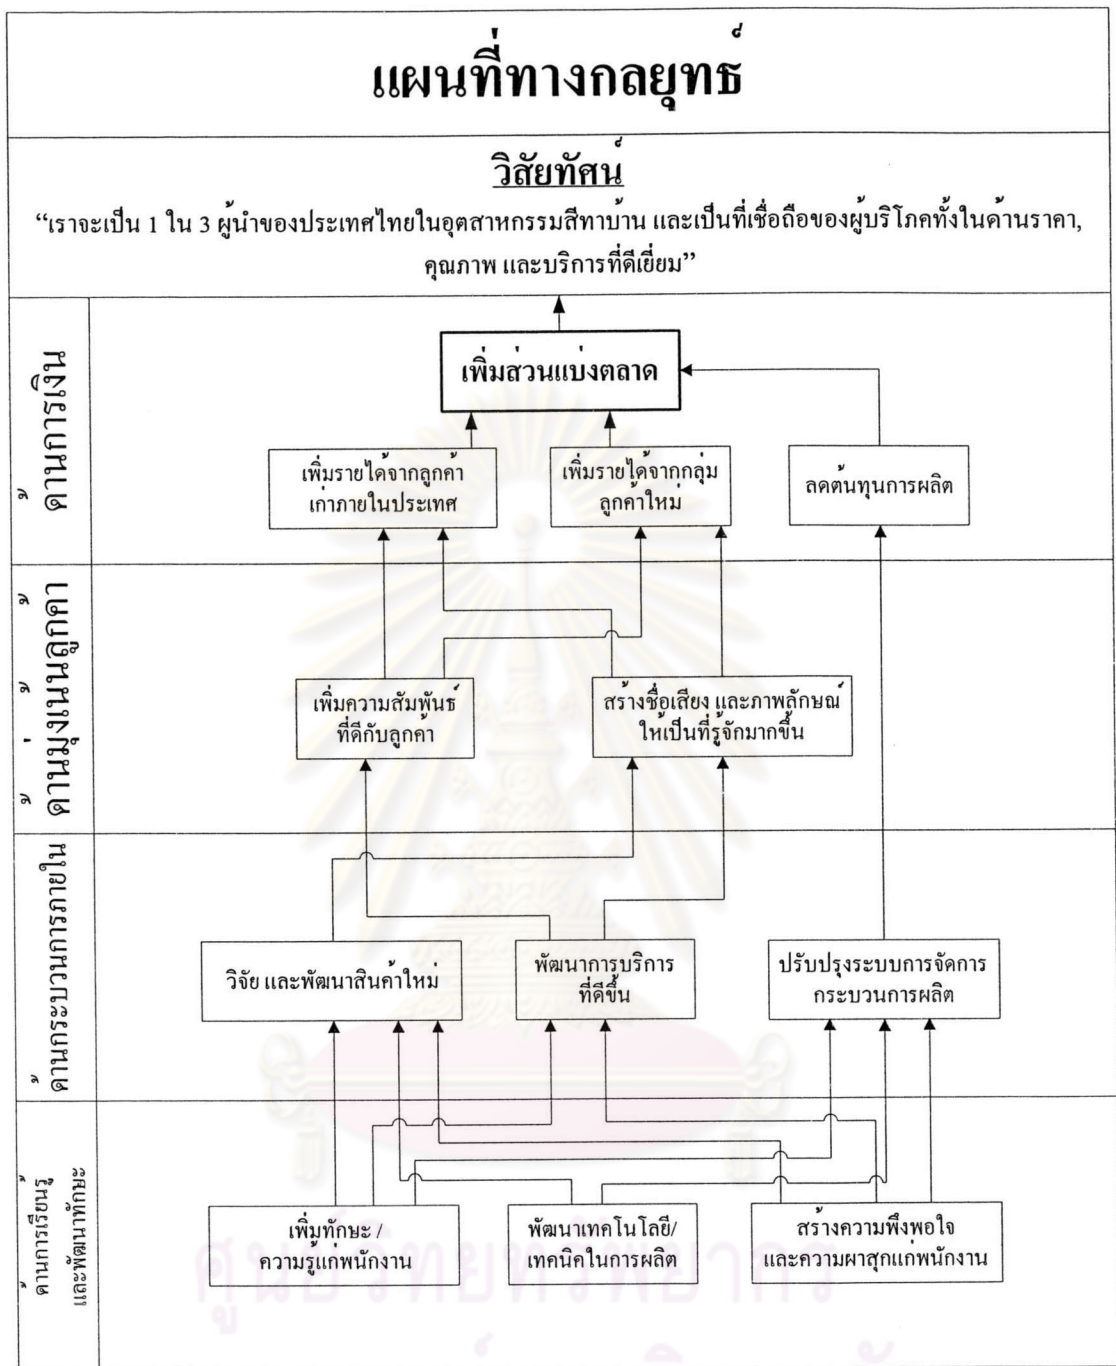 แผนที่ทางกลยุทธ์
วิสัยทัศน์
“เราจะเป็น 1 ใน 3 ผู้นำของประเทศไทยในอุตสาหกรรมสีทาบ้าน และเป็นที่เชื่อถือของผู้บริโภคทั้งในด้านราคา,
คุณภาพ และบริการที่ดีเยี่ยม”
ด้านการเงิน
เพิ่มส่วนแบ่งตลาด
เพิ่มรายได้จากลูกค้า
เก่าภายในประเทศ
เพิ่มรายได้จากกลุ่ม
ลูกค้าใหม่
ลดต้นทุนการผลิต
ด้านมุ่งเน้นลูกค้า
เพิ่มความสัมพันธ์
ที่ดีกับลูกค้า
สร้างชื่อเสียง และภาพลักษณ์
ให้เป็นที่รู้จักมากขึ้น
ด้านกระบวนการภายใน
วิจัย และพัฒนาสินค้าใหม่
พัฒนาการบริการ
ที่ดีขึ้น
ปรับปรุงระบบการจัดการ
กระบวนการผลิต
ด้านการเรียนรู้
และพัฒนาทักษะ
เพิ่มทักษะ /
ความรู้แก่พนักงาน
พัฒนาเทคโนโลยี/
เทคนิคในการผลิต
สร้างความพึงพอใจ
และความผาสุกแก่พนักงาน
ศูนย์วิทยทรัพยากร